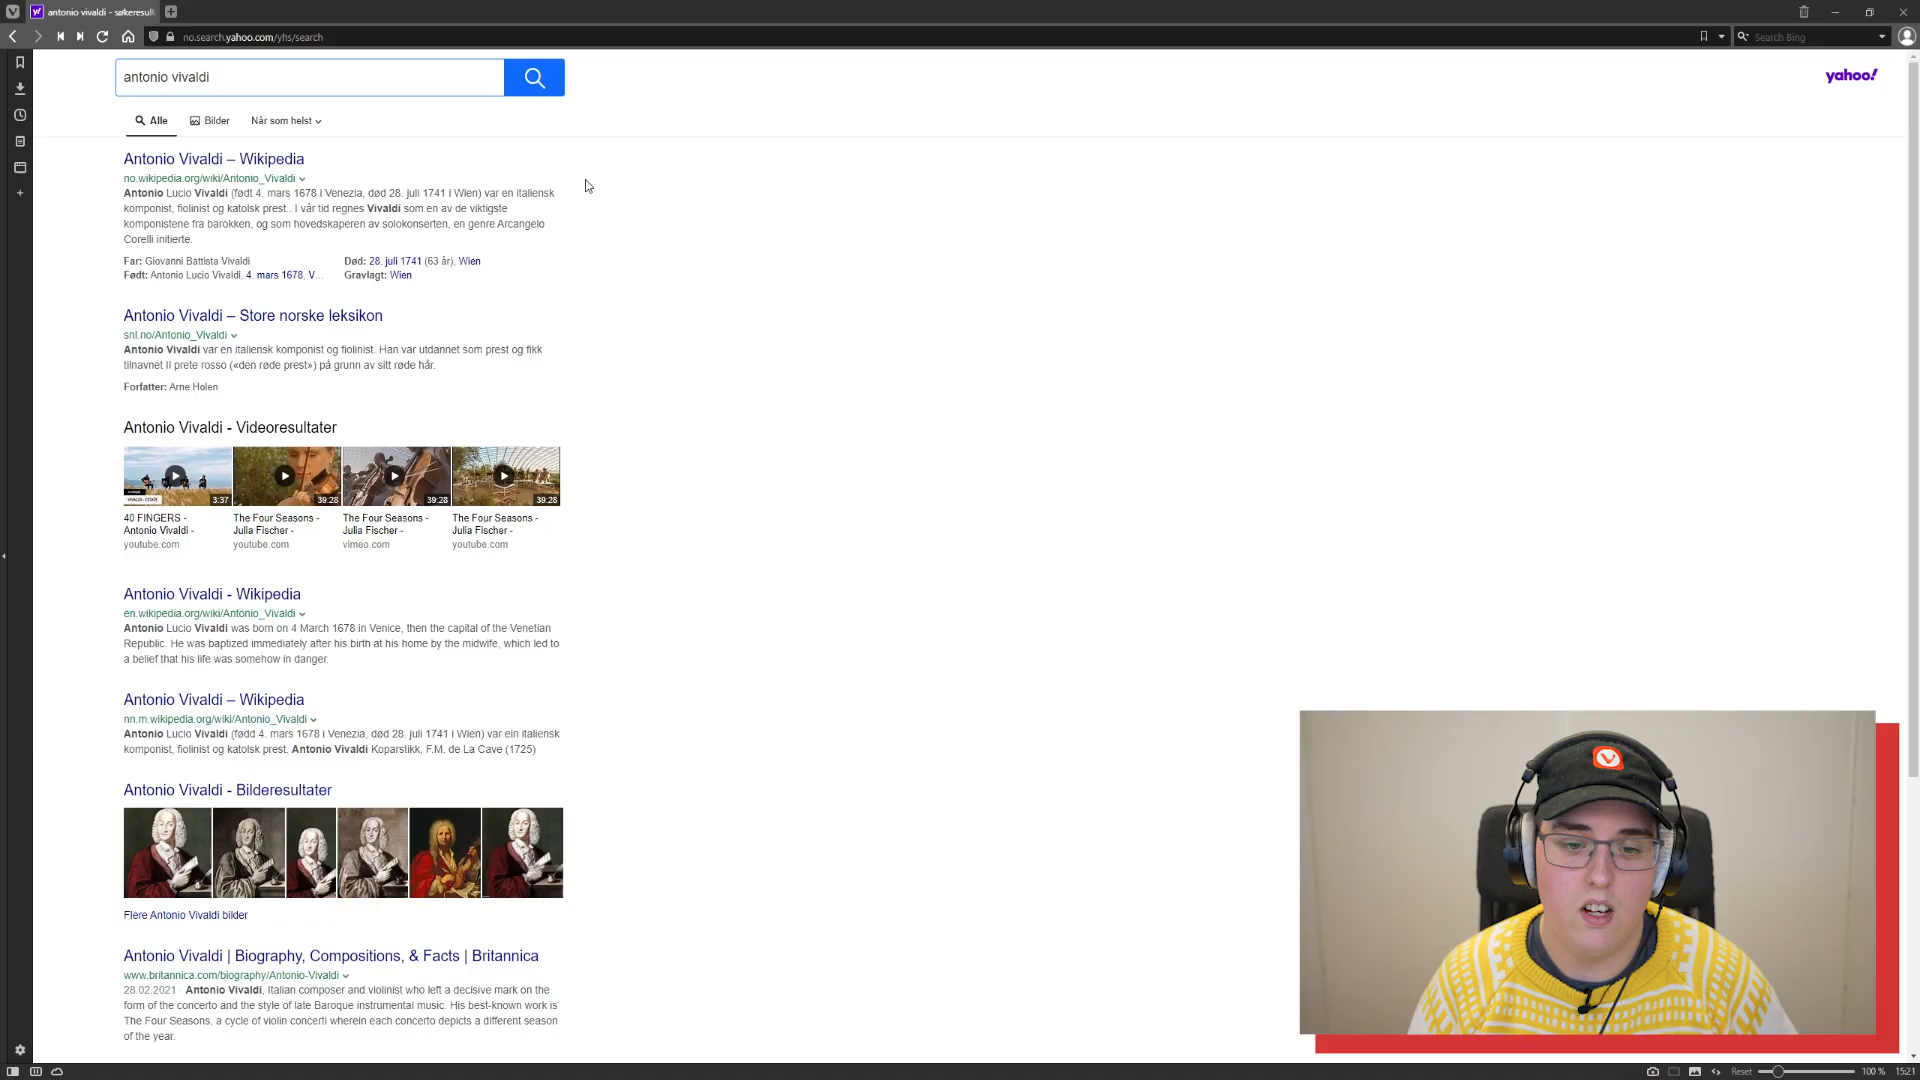 antonio vivaldi - søkeresult
no.search.yahoo.com/yhs/search
Search Bing
antonio vivaldi
yahoo!
Alle
Bilder
Når som helst
Antonio Vivaldi – Wikipedia
no.wikipedia.org/wiki/Antonio_Vivaldi
Antonio Lucio Vivaldi (født 4. mars 1678 i Venezia, død 28. juli 1741 i Wien) var en italiensk
komponist, fiolinist og katolsk prest.. I vår tid regnes Vivaldi som en av de viktigste
komponistene fra barokken, og som hovedskaperen av solokonserten, en genre Arcangelo
Corelli initierte.
Far: Giovanni Battista Vivaldi
Død: 28. juli 1741 (63 år), Wien
Født: Antonio Lucio Vivaldi, 4. mars 1678, V...
Gravlagt: Wien
Antonio Vivaldi – Store norske leksikon
snl.no/Antonio_Vivaldi
Antonio Vivaldi var en italiensk komponist og fiolinist. Han var utdannet som prest og fikk
tilnavnet Il prete rosso («den røde prest») på grunn av sitt røde hår.
Forfatter: Arne Holen
Antonio Vivaldi - Videoresultater
3:37
39:28
39:28
39:28
40 FINGERS -
Antonio Vivaldi -
youtube.com
The Four Seasons -
Julia Fischer -
youtube.com
The Four Seasons -
Julia Fischer -
vimeo.com
The Four Seasons -
Julia Fischer -
youtube.com
Antonio Vivaldi - Wikipedia
en.wikipedia.org/wiki/Antonio_Vivaldi
Antonio Lucio Vivaldi was born on 4 March 1678 in Venice, then the capital of the Venetian
Republic. He was baptized immediately after his birth at his home by the midwife, which led to
a belief that his life was somehow in danger.
Antonio Vivaldi – Wikipedia
nn.m.wikipedia.org/wiki/Antonio_Vivaldi
Antonio Lucio Vivaldi (fødd 4. mars 1678 i Venezia, død 28. juli 1741 i Wien) var ein italiensk
komponist, fiolinist og katolsk prest. Antonio Vivaldi Koparstikk, F.M. de La Cave (1725)
Antonio Vivaldi - Bilderesultater
Flere Antonio Vivaldi bilder
Antonio Vivaldi | Biography, Compositions, & Facts | Britannica
www.britannica.com/biography/Antonio-Vivaldi
28.02.2021 · Antonio Vivaldi, Italian composer and violinist who left a decisive mark on the
form of the concerto and the style of late Baroque instrumental music. His best-known work is
The Four Seasons, a cycle of violin concerti wherein each concerto depicts a different season
of the year.
Reset
100 %
15:21